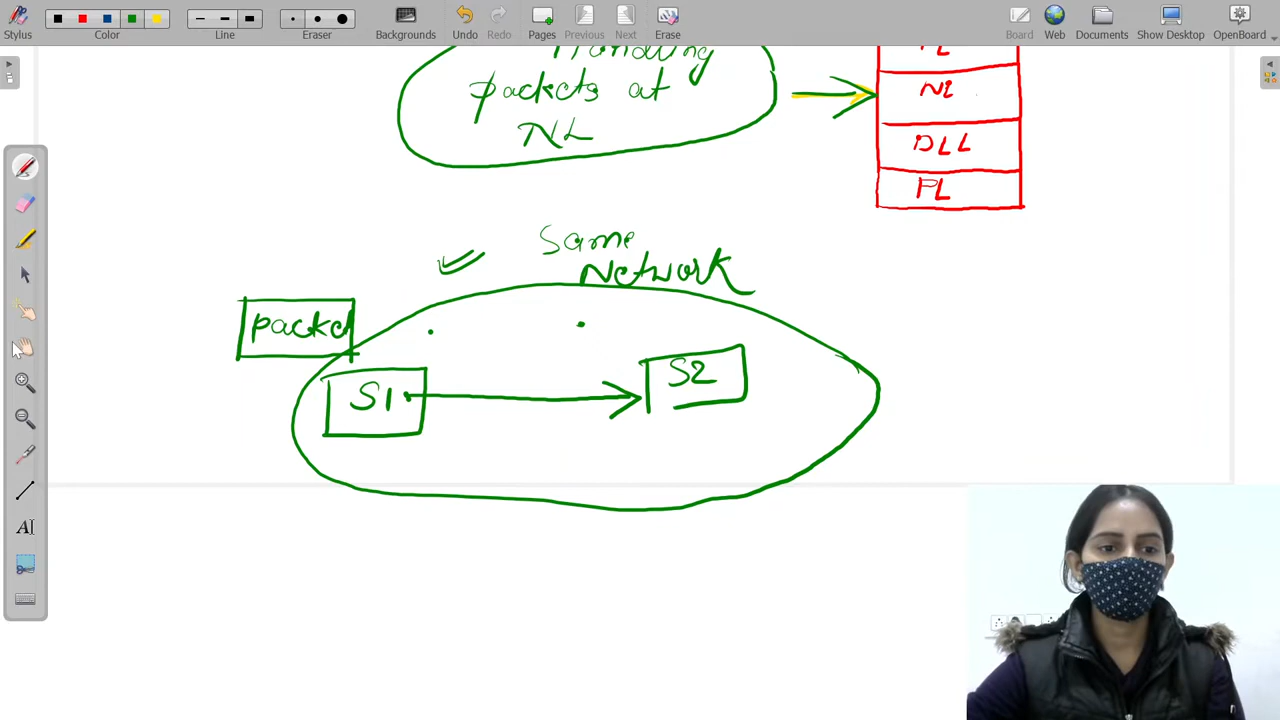 Stylus
Color
Line
Eraser
Backgrounds
Undo
Redo
Pages
Previous
Next
Erase
Board
Web
Documents
Show Desktop
OpenBoard
Handling
packets at
NL
NL
DLL
PL
Same
Network
packet
S1
S2
AI